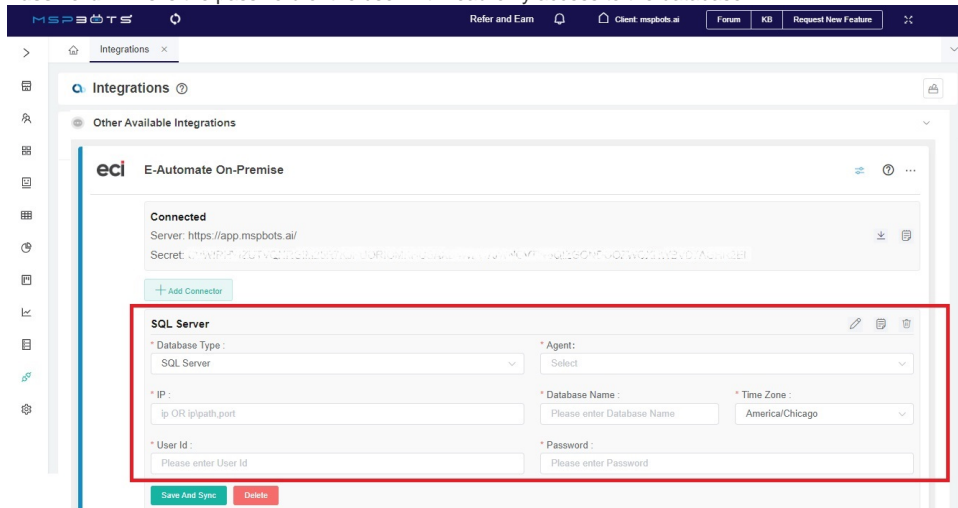 MSPBOTS
Refer and Earn
Client: mspbots.ai
Forum
KB
Request New Feature
Integrations ×
Integrations
Other Available Integrations
eci
E-Automate On-Premise
Connected
Server: https://app.mspbots.ai/
Secret:
+ Add Connector
SQL Server
* Database Type :
* Agent:
SQL Server
Select
* IP :
* Database Name :
* Time Zone :
ip OR ip\path,port
Please enter Database Name
America/Chicago
* User Id :
* Password :
Please enter User Id
Please enter Password
Save And Sync
Delete